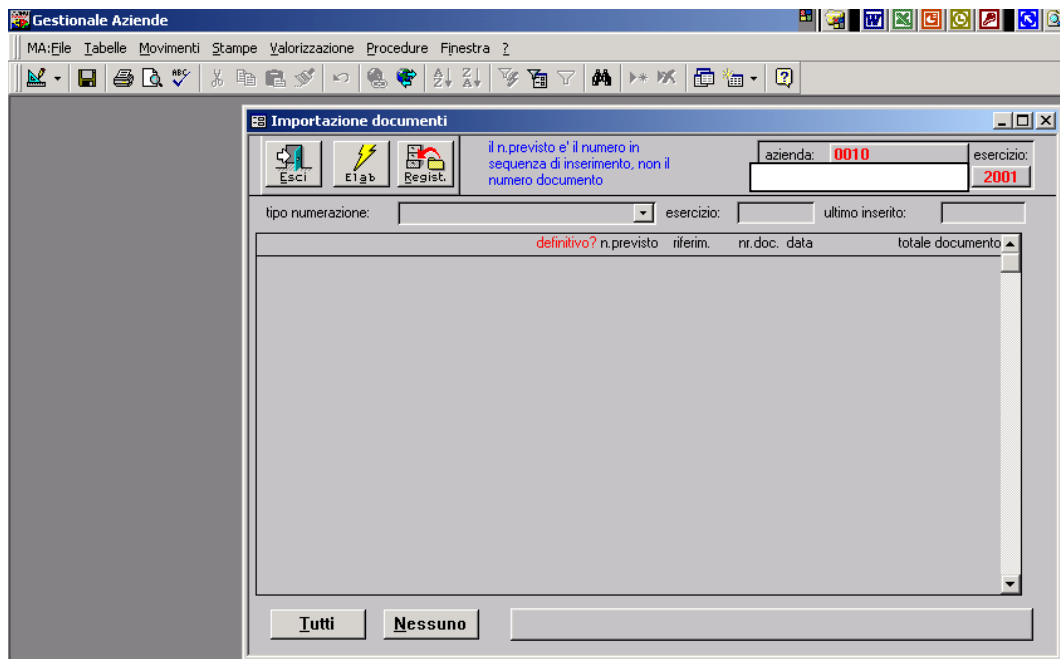 Gestionale Aziende
MA:File Tabelle Movimenti Stampe Valorizzazione Procedure Finestra ?
ABC
Importazione documenti
Esci Elab Regist.
il n.previsto e' il numero in
sequenza di inserimento, non il
numero documento
azienda: 0010 esercizio:
2001
tipo numerazione: esercizio: ultimo inserito:
definitivo? n.previsto riferim. nr.doc. data totale documento
Tutti Nessuno